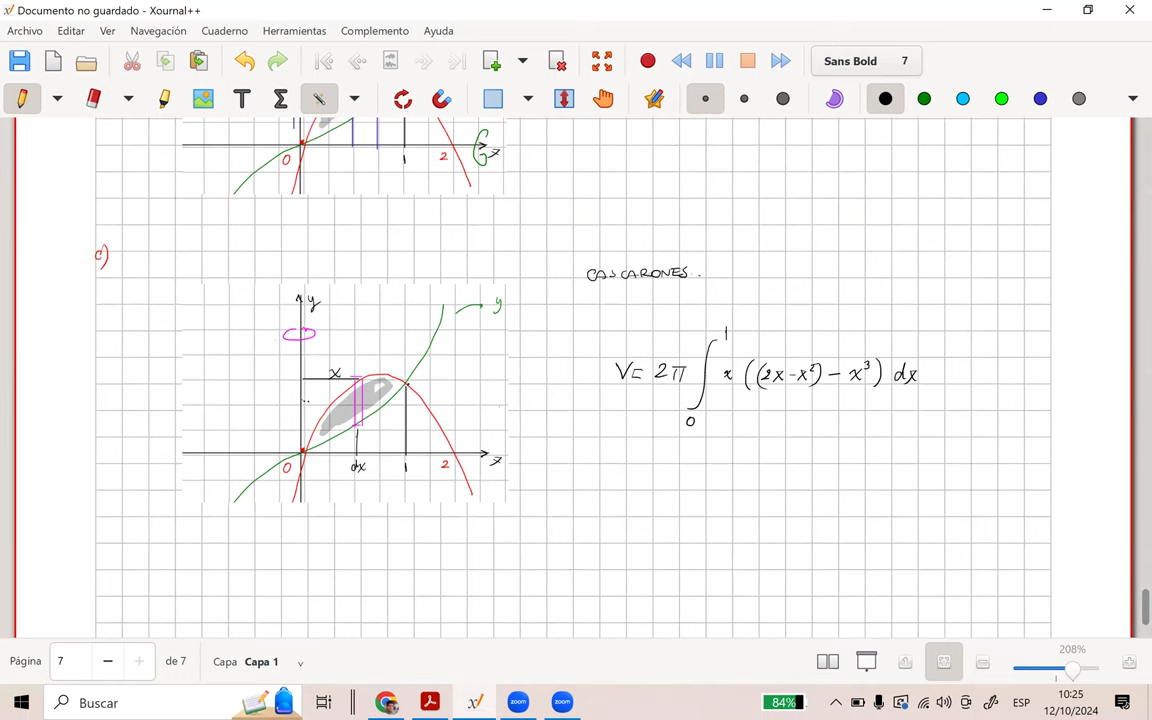 Documento no guardado - Xournal++
Archivo Editar Ver Navegación Cuaderno Herramientas Complemento Ayuda
Sans Bold 7
0 1 2 x
c)
CASCARONES..
y y
x
V= 2π ∫ 0 1 x ((2x-x²) - x³) dx
0 dx 1 2 x
Página 7 de 7 Capa Capa 1 208%
Buscar 84% ESP 10:25
12/10/2024